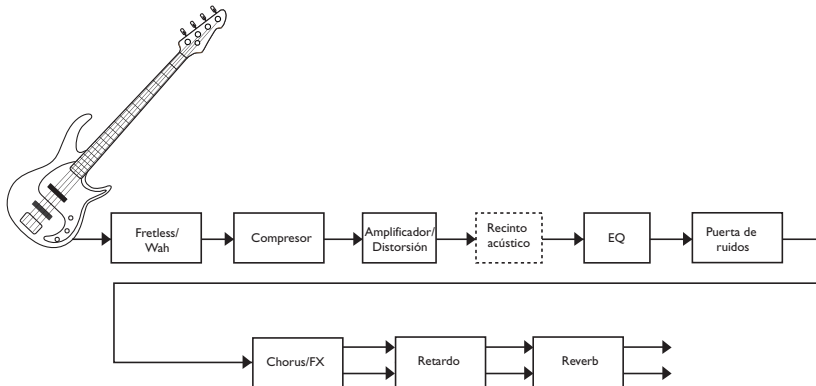 Fretless/
Wah
Compresor
Amplificador/
Distorsión
Recinto
acústico
EQ
Puerta de
ruidos
Chorus/FX
Retardo
Reverb